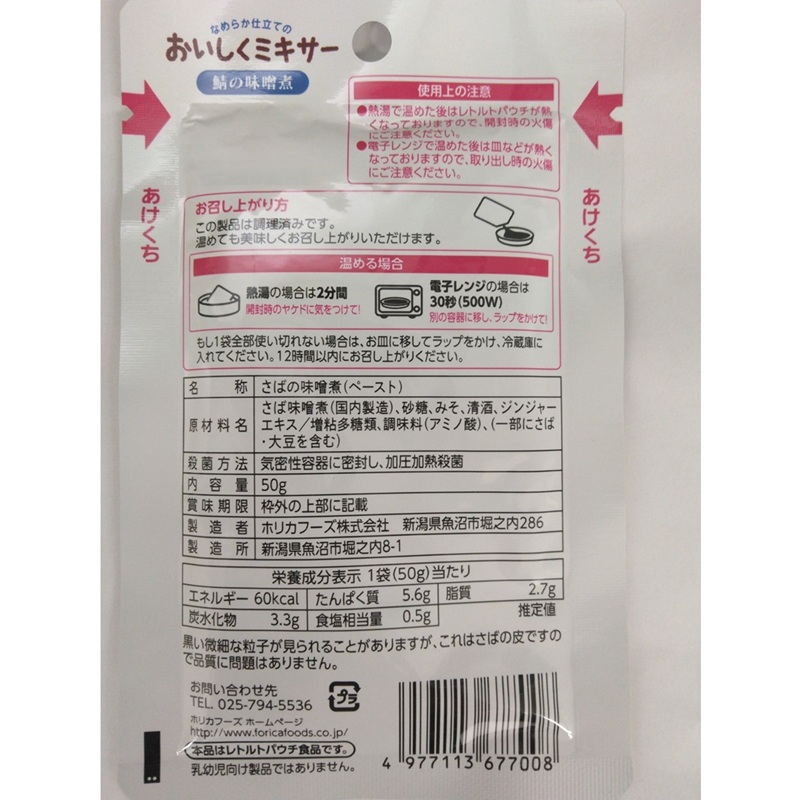 なめらか仕立ての
おいしくミキサー
鯖の味噌煮
使用上の注意
●熱湯で温めた後はレトルトパウチが熱
くなっておりますので、開封時の火傷
にご注意ください。
●電子レンジで温めた後は皿などが熱く
なっておりますので、取り出し時の火傷
にご注意ください。
あけくち
あけくち
お召し上がり方
この製品は調理済みです。
温めても美味しくお召し上がりいただけます。
温める場合
熱湯の場合は2分間
開封時のヤケドに気をつけて!
電子レンジの場合は
30秒(500W)
別の容器に移し、ラップをかけて!
もし1袋全部使い切れない場合は、お皿に移してラップをかけ、冷蔵庫に
入れてください。12時間以内にお召し上がりください。
名称 さばの味噌煮(ペースト)
原材料名 さば味噌煮(国内製造)、砂糖、みそ、清酒、ジンジャー
エキス/増粘多糖類、調味料(アミノ酸)、(一部にさば
・大豆を含む)
殺菌方法 気密性容器に密封し、加圧加熱殺菌
内容量 50g
賞味期限 枠外の上部に記載
製造者 ホリカフーズ株式会社 新潟県魚沼市堀之内286
製造所 新潟県魚沼市堀之内8-1
栄養成分表示 1袋(50g)当たり
エネルギー 60kcal たんぱく質 5.6g 脂質 2.7g
炭水化物 3.3g 食塩相当量 0.5g 推定値
黒い微細な粒子が見られることがありますが、これはさばの皮ですの
で品質に問題はありません。
お問い合わせ先
TEL. 025-794-5536
プラ
ホリカフーズ ホームページ
http://www.foricafoods.co.jp/
本品はレトルトパウチ食品です。
乳幼児向け製品ではありません。
4 977113 677008